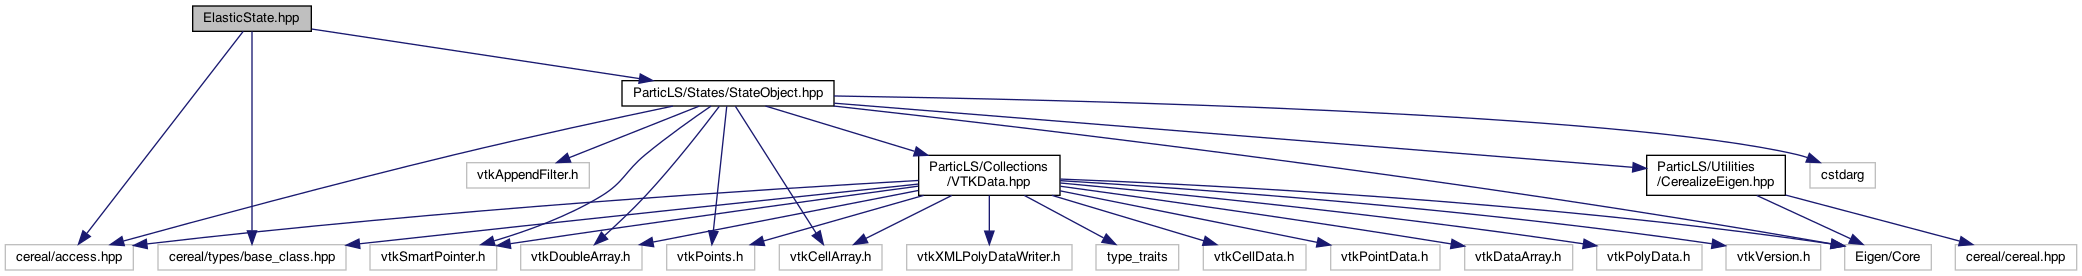 ElasticState.hpp
ParticLS/States/StateObject.hpp
vtkAppendFilter.h
ParticLS/Collections
/VTKData.hpp
ParticLS/Utilities
/CerealizeEigen.hpp
cstdarg
cereal/access.hpp
cereal/types/base_class.hpp
vtkSmartPointer.h
vtkDoubleArray.h
vtkPoints.h
vtkCellArray.h
vtkXMLPolyDataWriter.h
type_traits
vtkCellData.h
vtkPointData.h
vtkDataArray.h
vtkPolyData.h
vtkVersion.h
Eigen/Core
cereal/cereal.hpp